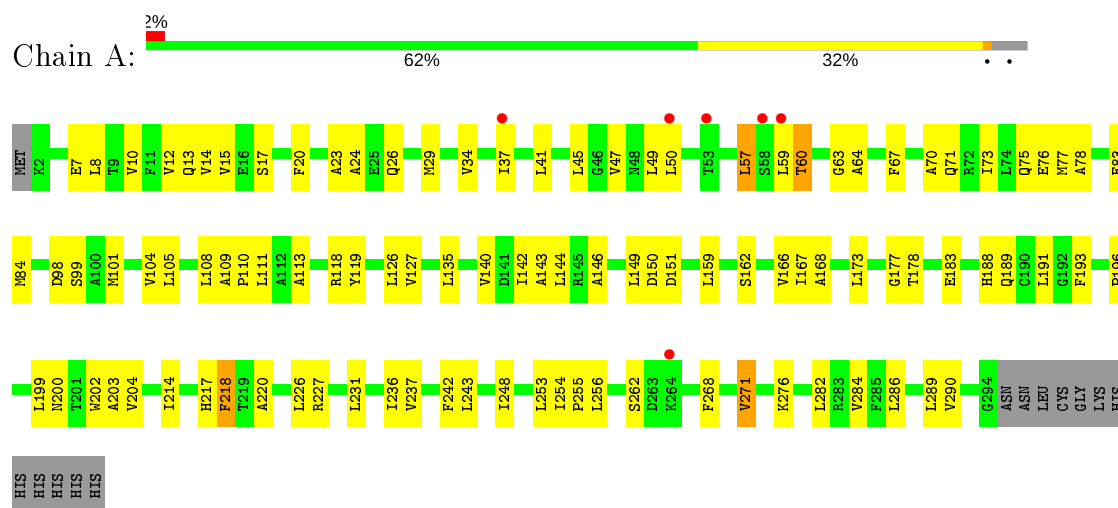 2%
Chain A:
62% 32% • •
MET K2 E7 L8 T9 V10 F11 V12 Q13 V14 V15 E16 S17 F20 A23 A24 E25 Q26 M29 V34 I37 L41 L45 G46 V47 N48 L49 L50 T53 L57 S58 L59 T60 G63 A64 F67 A70 Q71 R72 I73 L74 Q75 E76 M77 A78
M84 D98 S99 A100 M101 V104 L105 L108 A109 P110 L111 A112 A113 R118 Y119 L126 V127 L135 V140 D141 I142 A143 L144 R145 A146 L149 D150 D151 L159 S162 V166 I167 A168 L173 G177 T178 E183 H188 Q189 C190 L191 G192 F193
L199 N200 T201 W202 A203 V204 I214 H217 F218 T219 A220 L226 R227 L231 I236 V237 F242 L243 I248 L253 I254 P255 L256 S262 D263 K264 F268 V271 K276 L282 R283 V284 F285 L286 L289 V290 G294 ASN ASN LEU CYS GLY LYS HIS
HIS HIS HIS HIS HIS